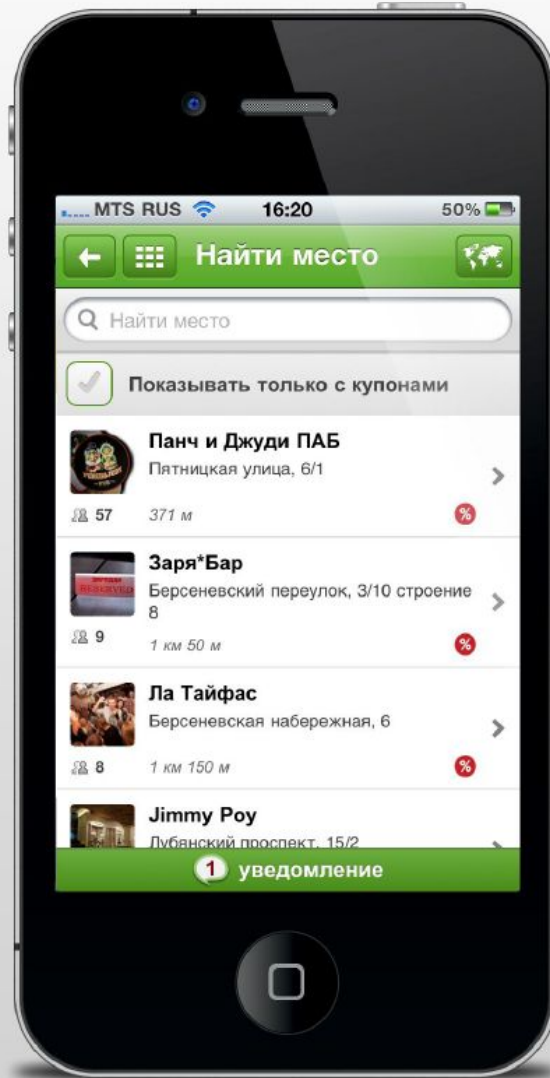 MTS RUS 16:20 50%
Найти место
Найти место
Показывать только с купонами
Панч и Джуди ПАБ
Пятницкая улица, 6/1
57 371 м %
Заря*Бар
RESERVED
Берсеневский переулок, 3/10 строение
8
9 1 км 50 м %
Ла Тайфас
Берсеневская набережная, 6
8 1 км 150 м %
Jimmy Poy
Лубянский проспект, 15/2
1 уведомление